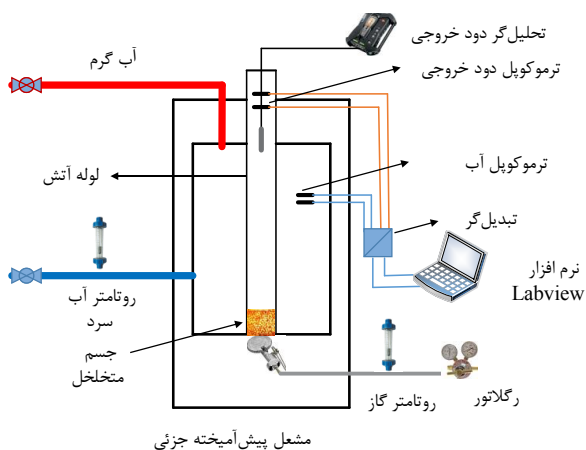 تحلیل‌گر دود خروجی
آب گرم
ترموکوپل دود خروجی
ترموکوپل آب
لوله آتش
تبدیل‌گر
نرم افزار
Labview
روتامتر آب
سرد
جسم
متخلخل
روتامتر گاز
رگلاتور
مشعل پیش‌آمیخته جزئی